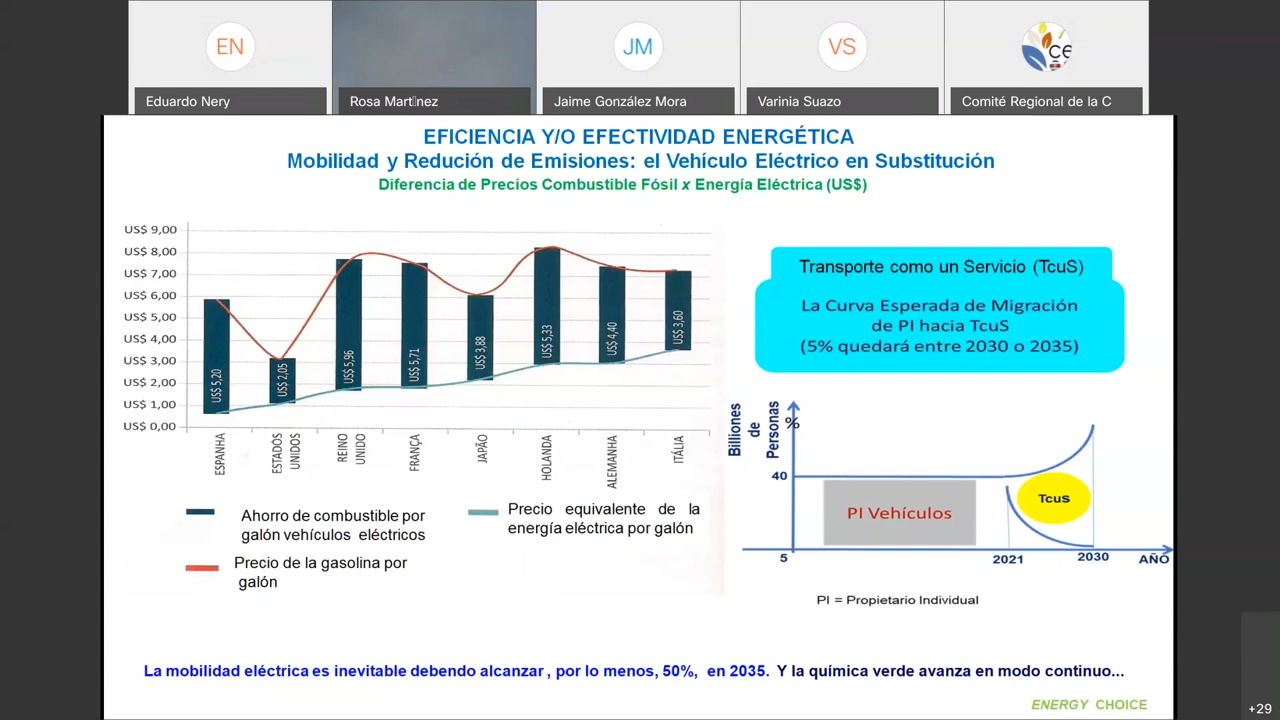 EN
JM
VS
CE
Eduardo Nery
Rosa Mart▯nez
Jaime González Mora
Varinia Suazo
Comité Regional de la C
EFICIENCIA Y/O EFECTIVIDAD ENERGÉTICA
Mobilidad y Redución de Emisiones: el Vehículo Eléctrico en Substitución
Diferencia de Precios Combustible Fósil x Energía Eléctrica (US$)
US$ 9,00
US$ 8,00
US$ 7,00
US$ 6,00
US$ 5,00
US$ 4,00
US$ 3,00
US$ 2,00
US$ 1,00
US$ 0,00
US$ 5,20
US$ 2,05
US$ 5,96
US$ 5,71
US$ 3,88
US$ 5,33
US$ 4,40
US$ 3,60
ESPANHA
ESTADOS
UNIDOS
REINO
UNIDO
FRANÇA
JAPÃO
HOLANDA
ALEMANHA
ITÁLIA
Ahorro de combustible por
galón vehículos eléctricos
Precio equivalente de la
energía eléctrica por galón
Precio de la gasolina por
galón
Transporte como un Servicio (TcuS)
La Curva Esperada de Migración
de PI hacia TcuS
(5% quedará entre 2030 o 2035)
Billiones
de
Personas
%
40
PI Vehículos
TcuS
5
2021
2030
AÑO
PI = Propietario Individual
La mobilidad eléctrica es inevitable debendo alcanzar , por lo menos, 50%, en 2035. Y la química verde avanza en modo continuo...
ENERGY CHOICE
+29